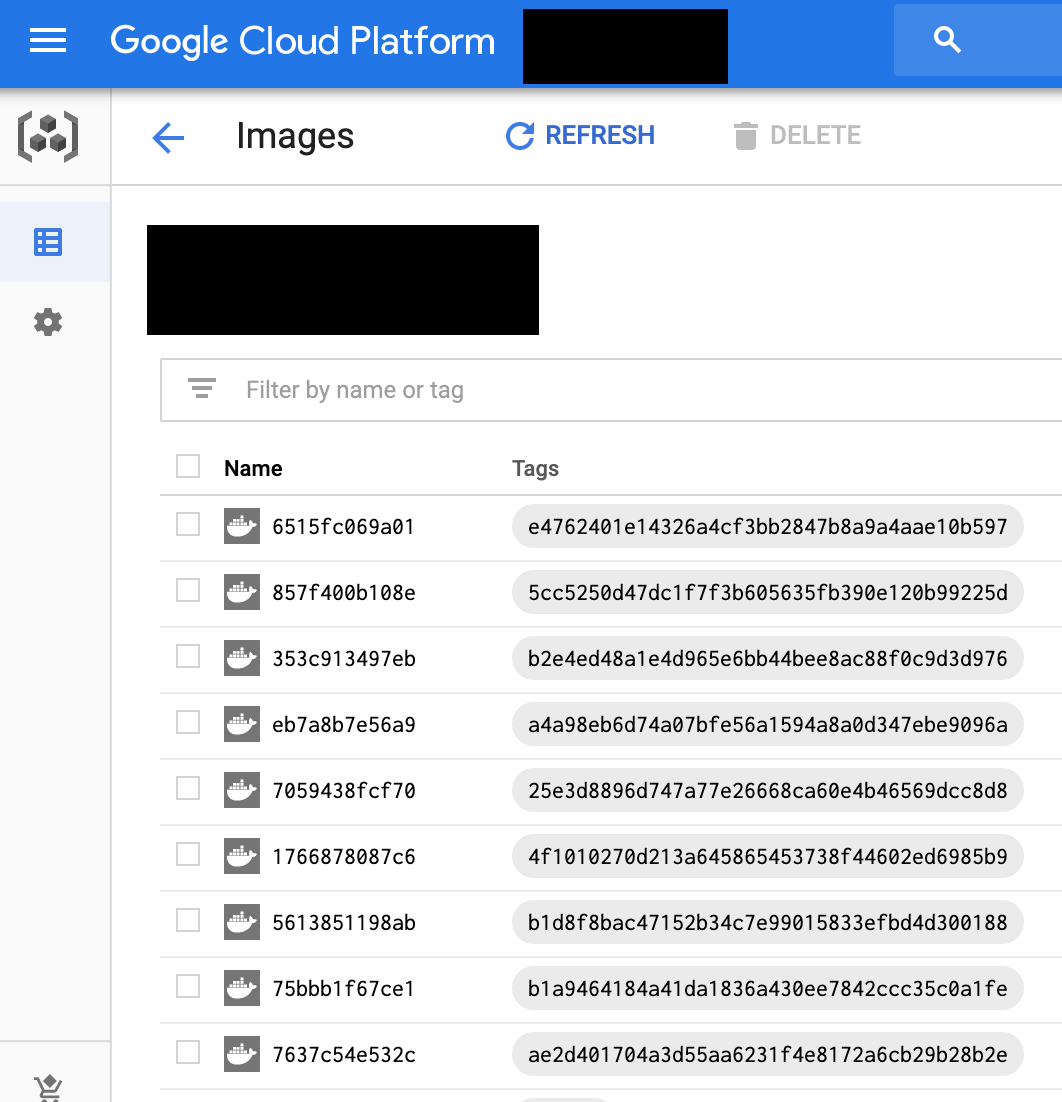 Google Cloud Platform
Images REFRESH DELETE
Filter by name or tag
Name Tags
6515fc069a01 e4762401e14326a4cf3bb2847b8a9a4aae10b597
857f400b108e 5cc5250d47dc1f7f3b605635fb390e120b99225d
353c913497eb b2e4ed48a1e4d965e6bb44bee8ac88f0c9d3d976
eb7a8b7e56a9 a4a98eb6d74a07bfe56a1594a8a0d347ebe9096a
7059438fcf70 25e3d8896d747a77e26668ca60e4b46569dcc8d8
1766878087c6 4f1010270d213a645865453738f44602ed6985b9
5613851198ab b1d8f8bac47152b34c7e99015833efbd4d300188
75bbb1f67ce1 b1a9464184a41da1836a430ee7842ccc35c0a1fe
7637c54e532c ae2d401704a3d55aa6231f4e8172a6cb29b28b2e